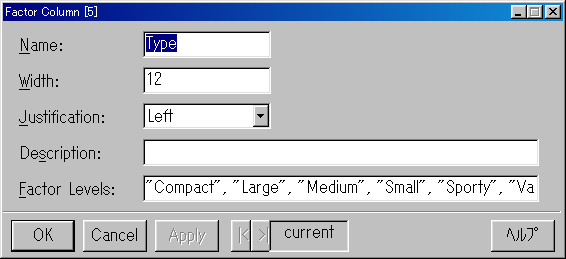 Factor Column [5]
Name: Type
Width: 12
Justification: Left
Description:
Factor Levels: "Compact", "Large", "Medium", "Small", "Sporty", "Va
OK Cancel Apply current ヘルプ